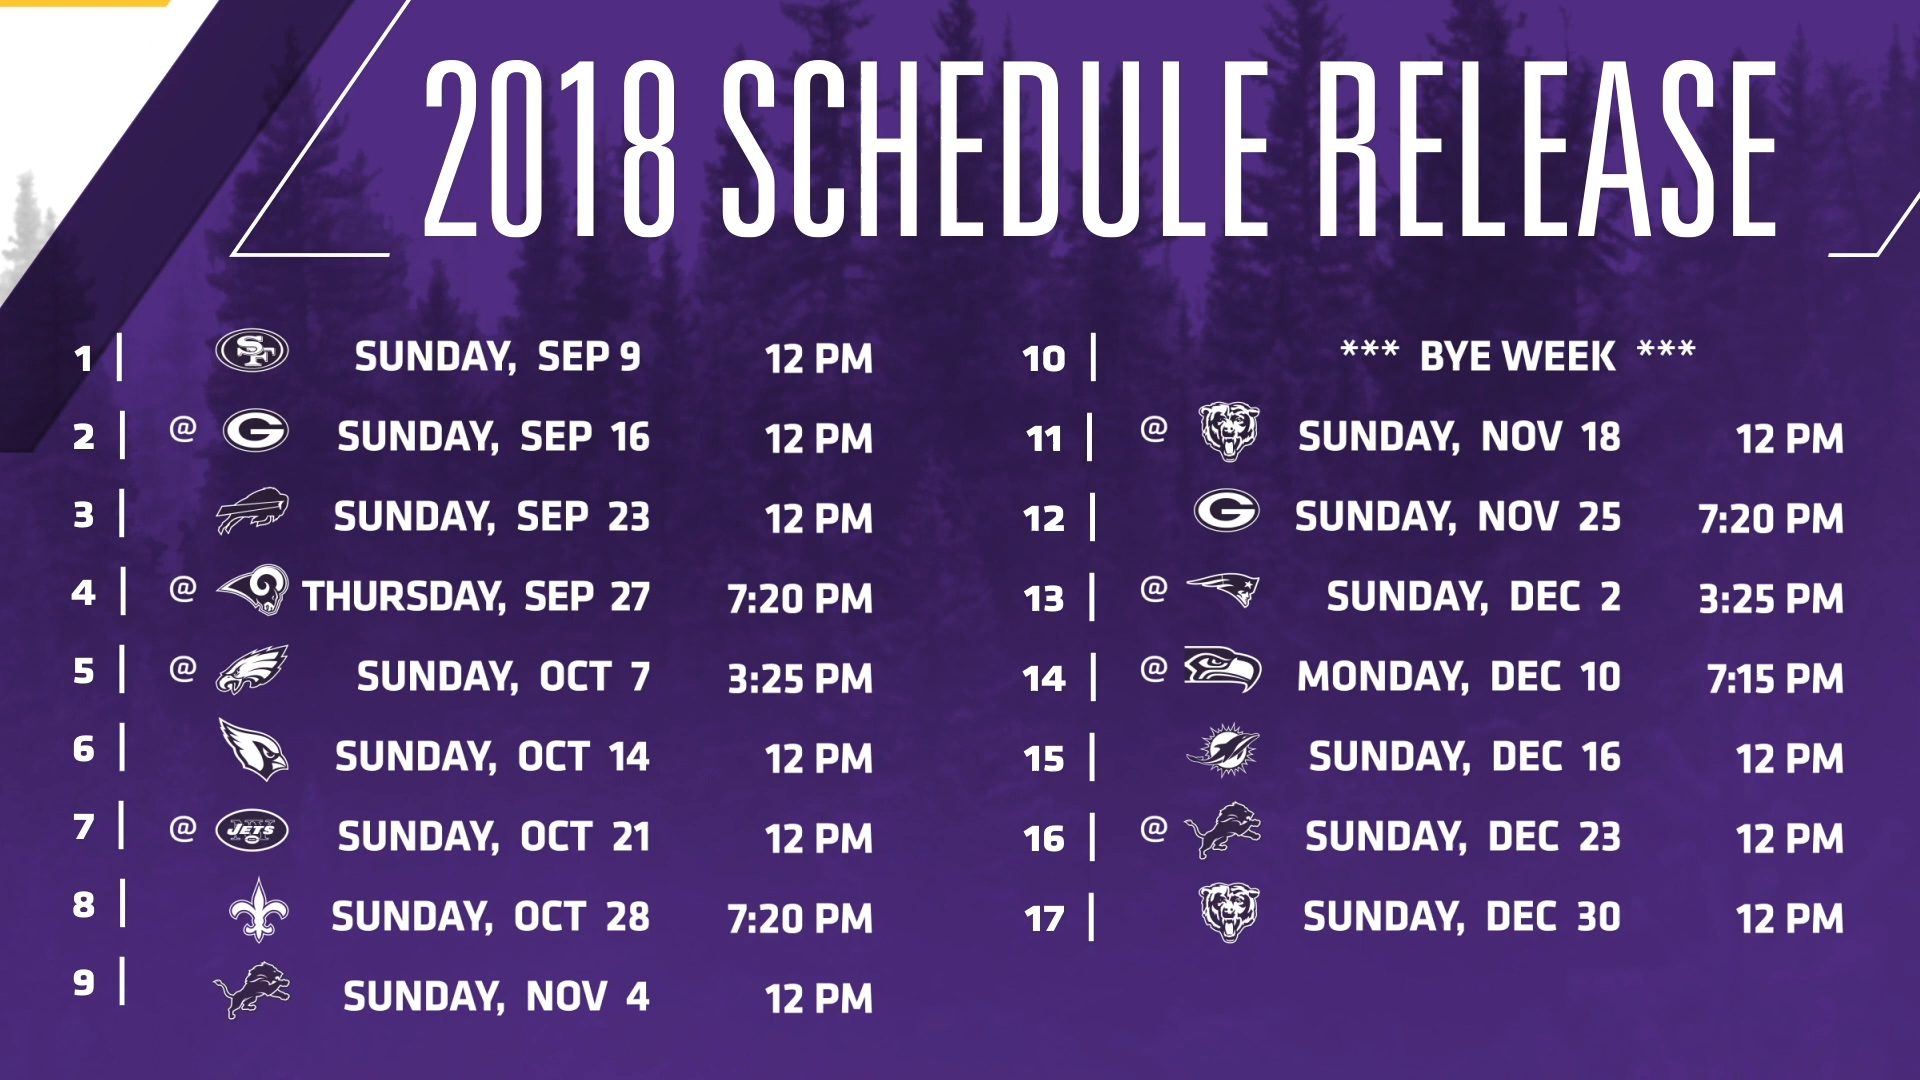 2018 SCHEDULE RELEASE
1 | SF SUNDAY, SEP 9 12 PM
2 | @ G SUNDAY, SEP 16 12 PM
3 | SUNDAY, SEP 23 12 PM
4 | @ THURSDAY, SEP 27 7:20 PM
5 | @ SUNDAY, OCT 7 3:25 PM
6 | SUNDAY, OCT 14 12 PM
7 | @ NY JETS SUNDAY, OCT 21 12 PM
8 | SUNDAY, OCT 28 7:20 PM
9 | SUNDAY, NOV 4 12 PM
10 | *** BYE WEEK ***
11 | @ SUNDAY, NOV 18 12 PM
12 | G SUNDAY, NOV 25 7:20 PM
13 | @ SUNDAY, DEC 2 3:25 PM
14 | @ MONDAY, DEC 10 7:15 PM
15 | SUNDAY, DEC 16 12 PM
16 | @ SUNDAY, DEC 23 12 PM
17 | SUNDAY, DEC 30 12 PM